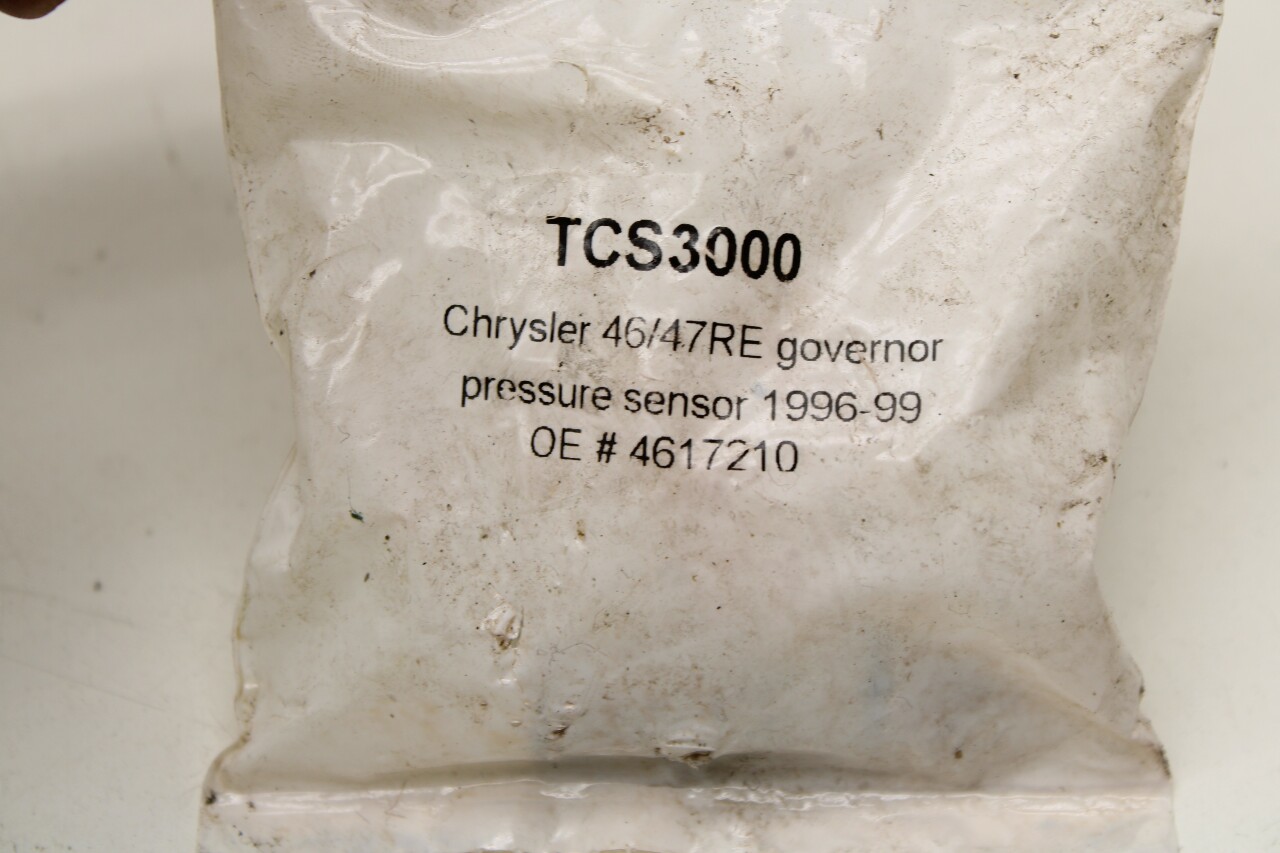 TCS3000
Chrysler 46/47RE governor
pressure sensor 1996-99
OE # 4617210